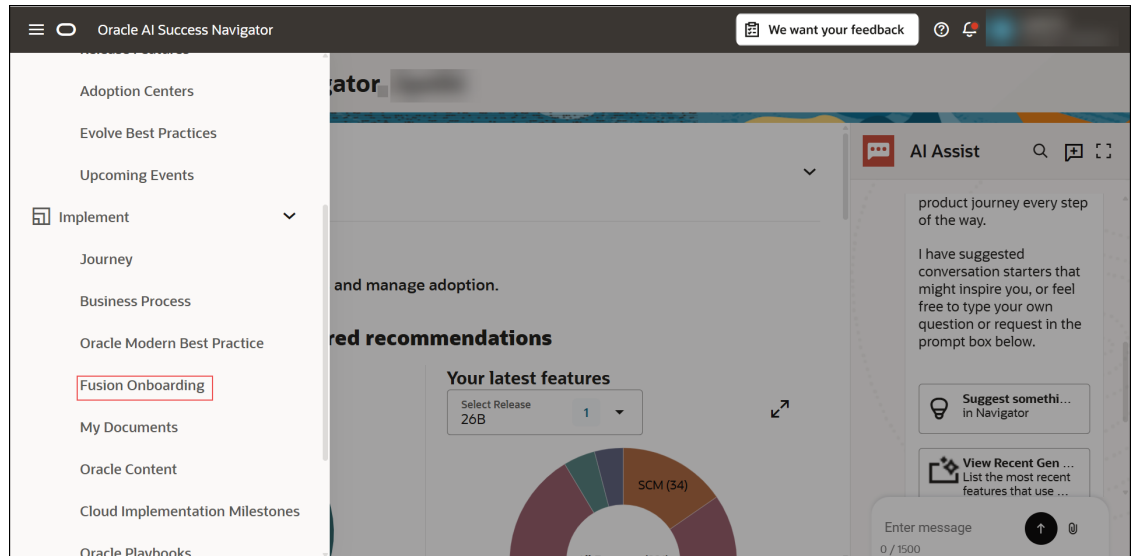 Oracle AI Success Navigator
We want your feedback
Release Features
Adoption Centers
Evolve Best Practices
Upcoming Events
Implement
Journey
Business Process
Oracle Modern Best Practice
Fusion Onboarding
My Documents
Oracle Content
Cloud Implementation Milestones
Oracle Playbooks
and manage adoption.
recommendations
Your latest features
Select Release
26B
1
SCM (34)
AI Assist
product journey every step
of the way.
I have suggested
conversation starters that
might inspire you, or feel
free to type your own
question or request in the
prompt box below.
Suggest somethi...
in Navigator
View Recent Gen ...
List the most recent
features that use ...
Enter message
0 / 1500